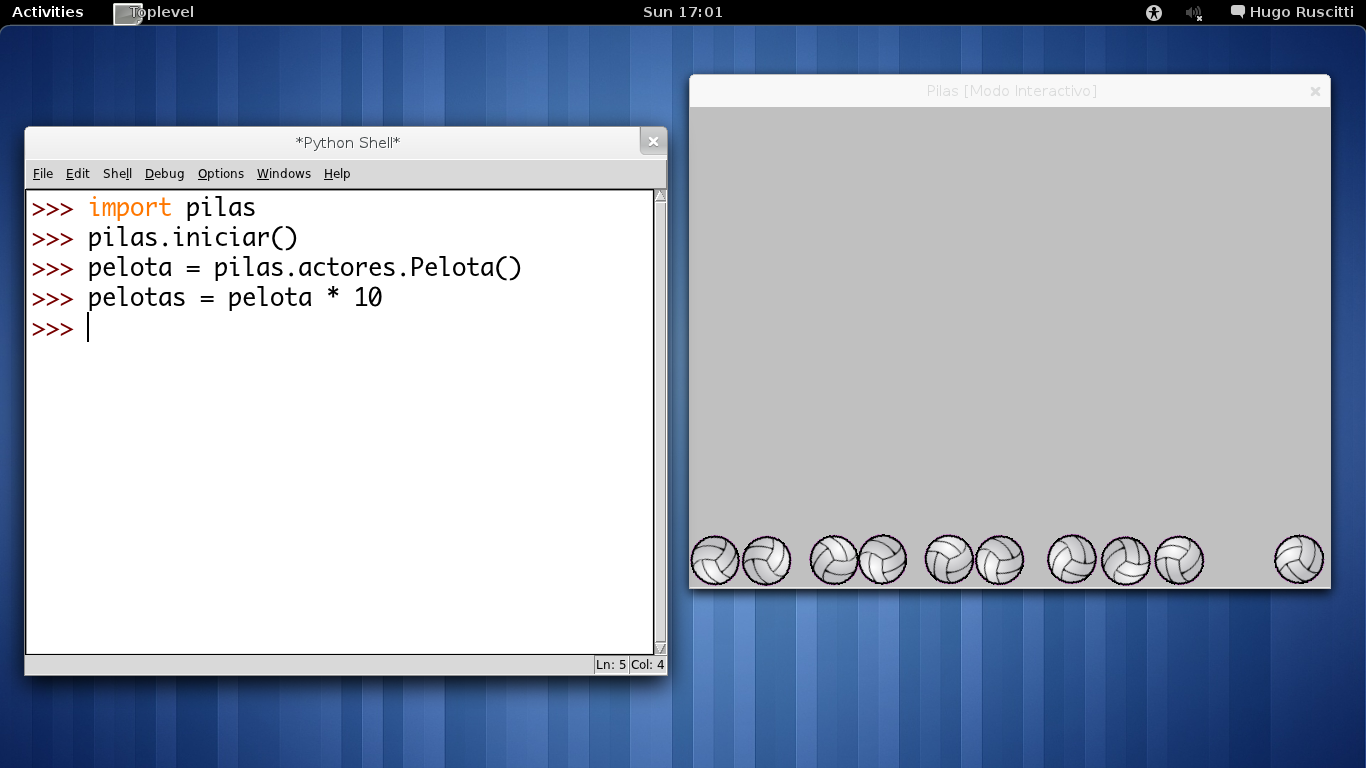 Activities Toplevel Sun 17:01 Hugo Ruscitti
Pilas [Modo Interactivo]
*Python Shell*
File Edit Shell Debug Options Windows Help
>>> import pilas
>>> pilas.iniciar()
>>> pelota = pilas.actores.Pelota()
>>> pelotas = pelota * 10
>>>
Ln: 5 Col: 4